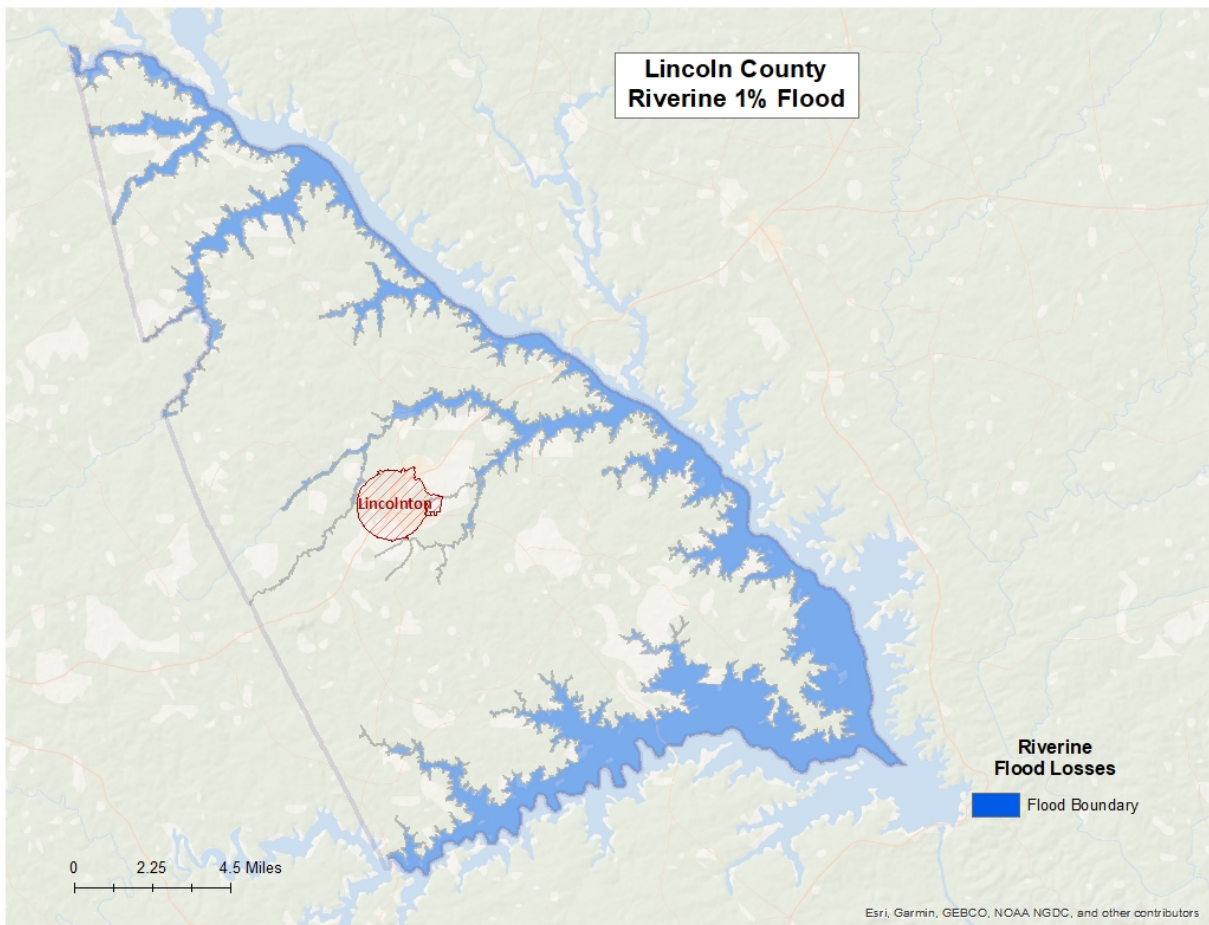 Lincoln County
Riverine 1% Flood
Lincolnton
Riverine
Flood Losses
Flood Boundary
0 2.25 4.5 Miles
Esri, Garmin, GEBCO, NOAA NGDC, and other contributors